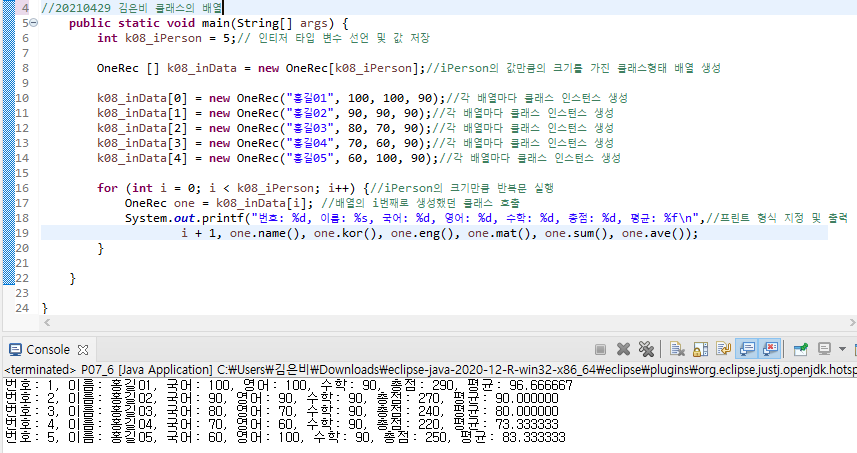 4 //20210429 김은비 클래스의 배열
5 public static void main(String[] args) {
6 int k08_iPerson = 5;// 인티저 타입 변수 선언 및 값 저장
7
8 OneRec [] k08_inData = new OneRec[k08_iPerson];//iPerson의 값만큼의 크기를 가진 클래스형태 배열 생성
9
10 k08_inData[0] = new OneRec("홍길01", 100, 100, 90);//각 배열마다 클래스 인스턴스 생성
11 k08_inData[1] = new OneRec("홍길02", 90, 90, 90);//각 배열마다 클래스 인스턴스 생성
12 k08_inData[2] = new OneRec("홍길03", 80, 70, 90);//각 배열마다 클래스 인스턴스 생성
13 k08_inData[3] = new OneRec("홍길04", 70, 60, 90);//각 배열마다 클래스 인스턴스 생성
14 k08_inData[4] = new OneRec("홍길05", 60, 100, 90);//각 배열마다 클래스 인스턴스 생성
15
16 for (int i = 0; i < k08_iPerson; i++) {//iPerson의 크기만큼 반복문 실행
17 OneRec one = k08_inData[i]; //배열의 i번째로 생성했던 클래스 호출
18 System.out.printf("번호: %d, 이름: %s, 국어: %d, 영어: %d, 수학: %d, 총점: %d, 평균: %f\n",//프린트 형식 지정 및 출력
19 i + 1, one.name(), one.kor(), one.eng(), one.mat(), one.sum(), one.ave());
20 }
21
22 }
23
24 }
Console
<terminated> P07_6 [Java Application] C:\Users\김은비\Downloads\eclipse-java-2020-12-R-win32-x86_64\eclipse\plugins\org.eclipse.justj.openjdk.hotsp
번호: 1, 이름: 홍길01, 국어: 100, 영어: 100, 수학: 90, 총점: 290, 평균: 96.666667
번호: 2, 이름: 홍길02, 국어: 90, 영어: 90, 수학: 90, 총점: 270, 평균: 90.000000
번호: 3, 이름: 홍길03, 국어: 80, 영어: 70, 수학: 90, 총점: 240, 평균: 80.000000
번호: 4, 이름: 홍길04, 국어: 70, 영어: 60, 수학: 90, 총점: 220, 평균: 73.333333
번호: 5, 이름: 홍길05, 국어: 60, 영어: 100, 수학: 90, 총점: 250, 평균: 83.333333